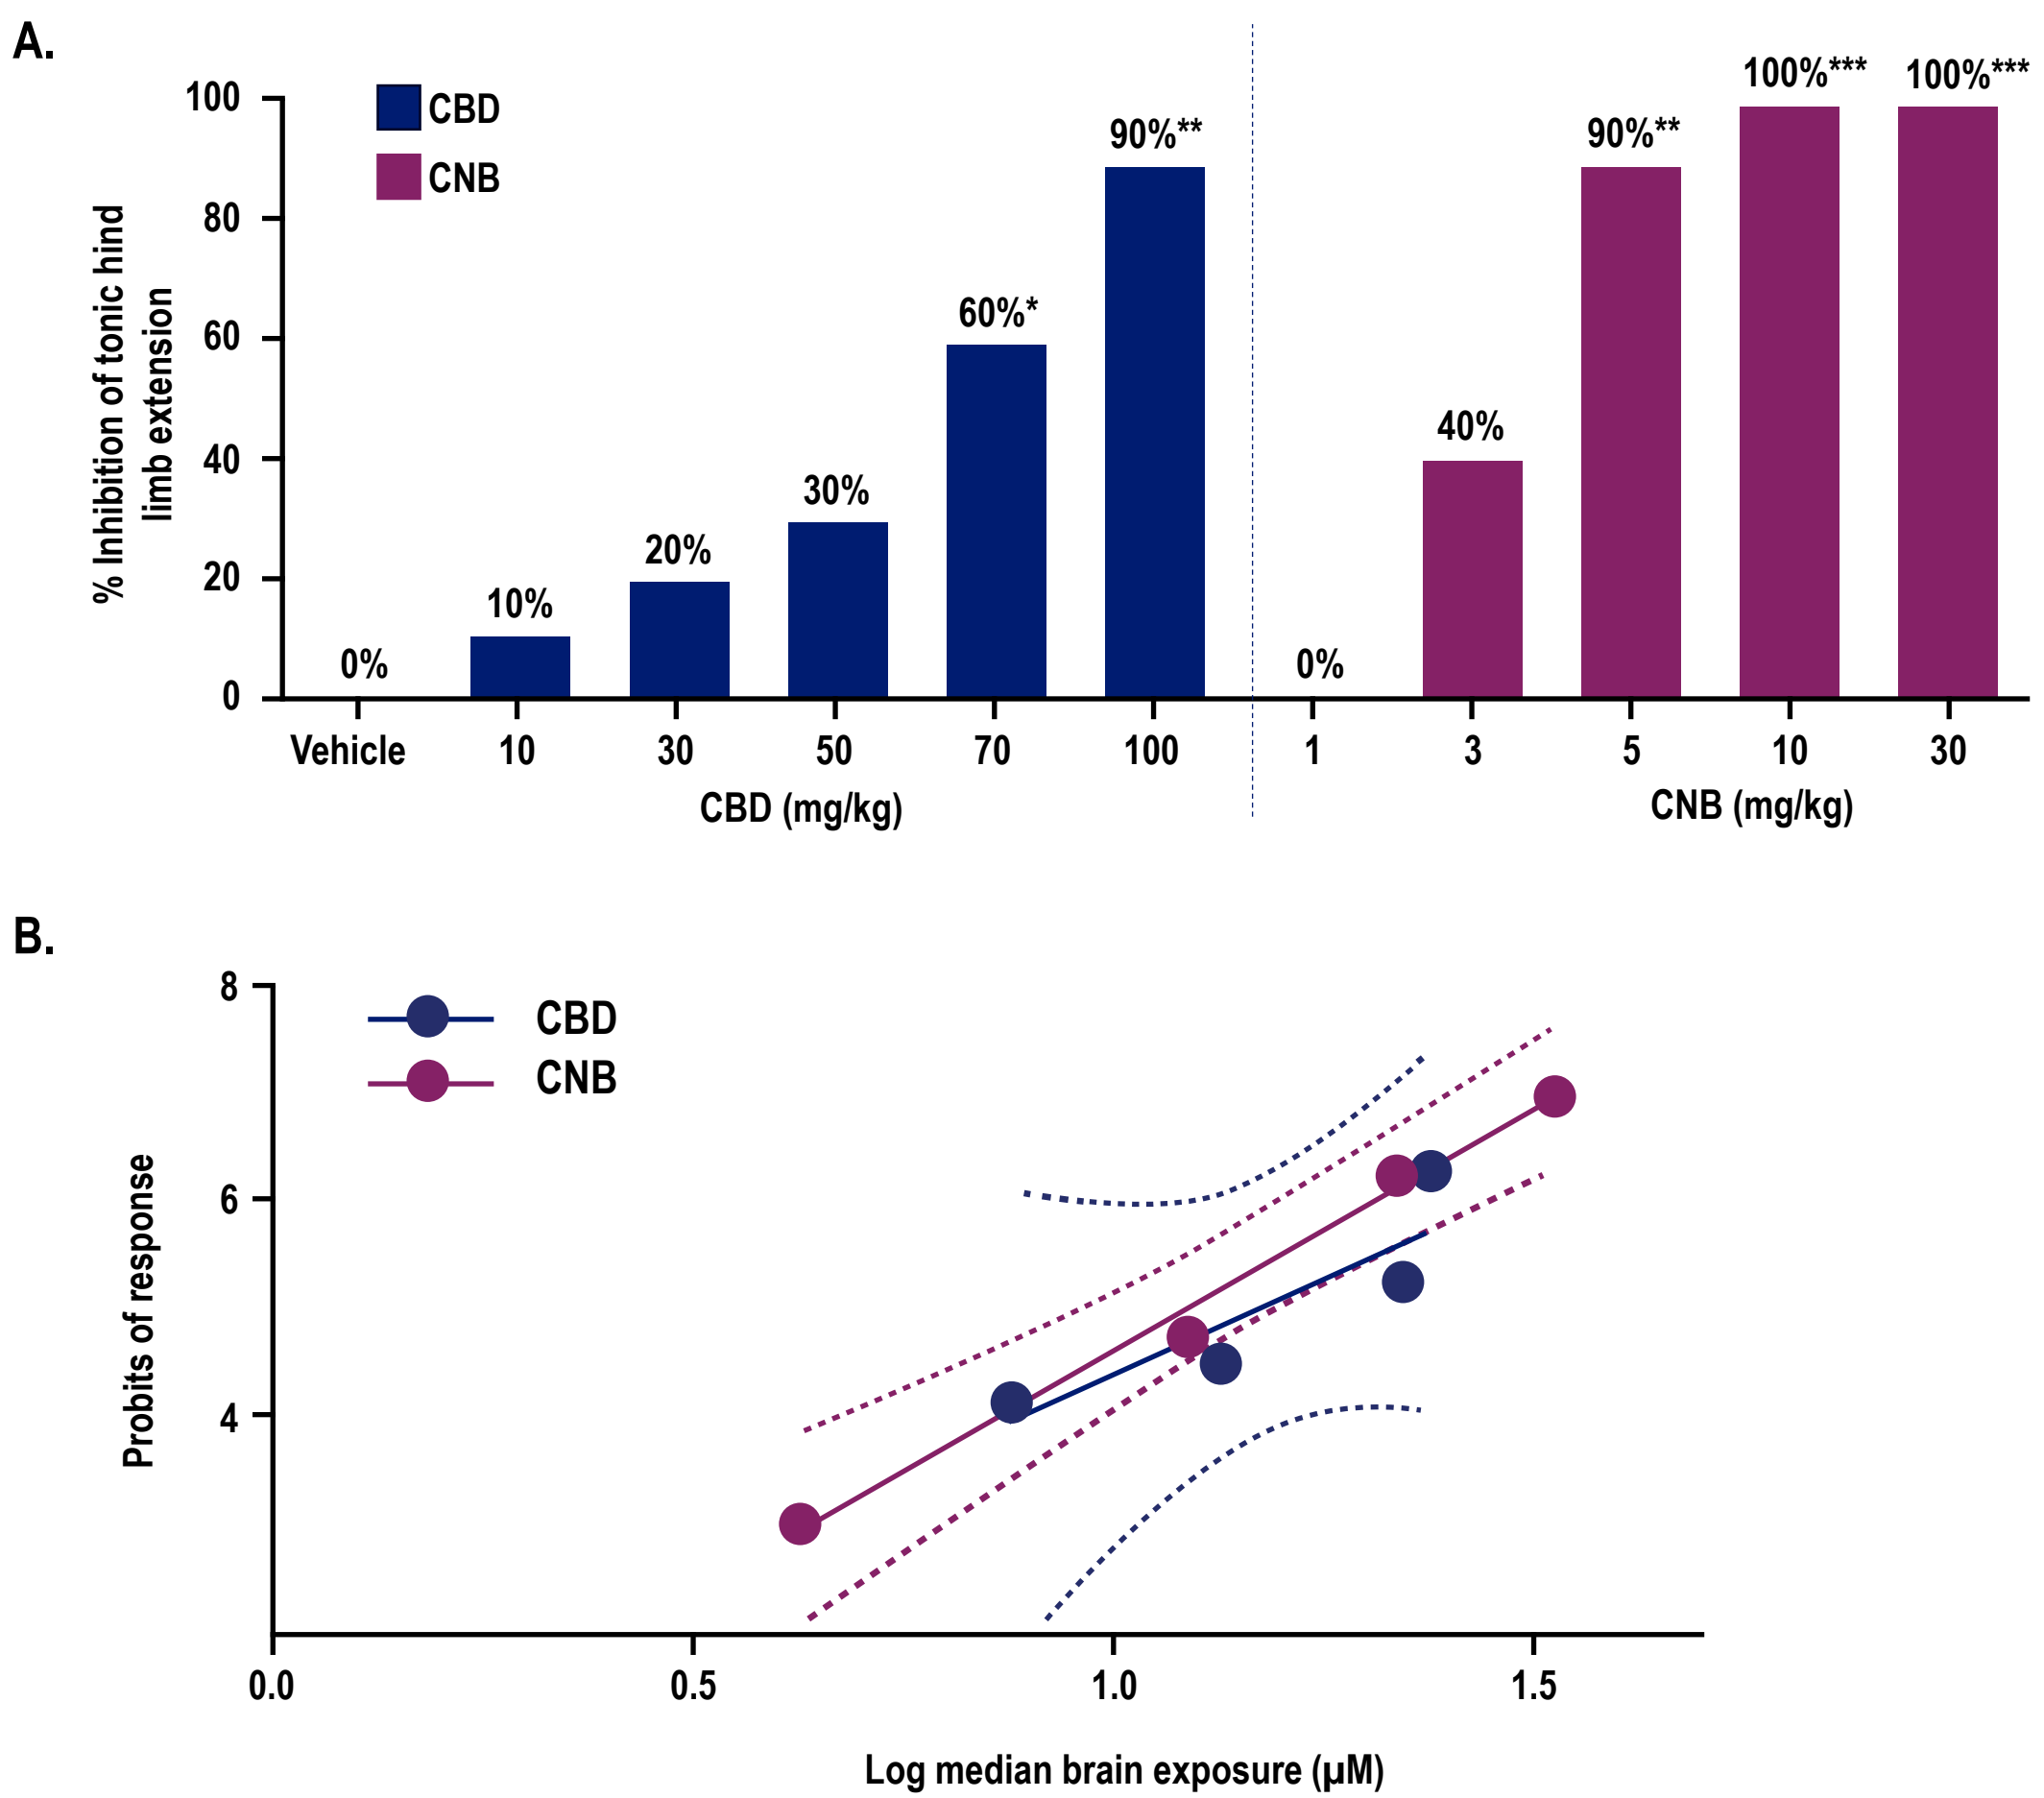 A.
100
80
60
40
20
0
% Inhibition of tonic hind
limb extension
CBD
CNB
0%
10%
20%
30%
60%*
90%**
0%
40%
90%**
100%***
100%***
Vehicle 10 30 50 70 100 1 3 5 10 30
CBD (mg/kg) CNB (mg/kg)
B.
8
6
4
Probits of response
CBD
CNB
0.0 0.5 1.0 1.5
Log median brain exposure (µM)